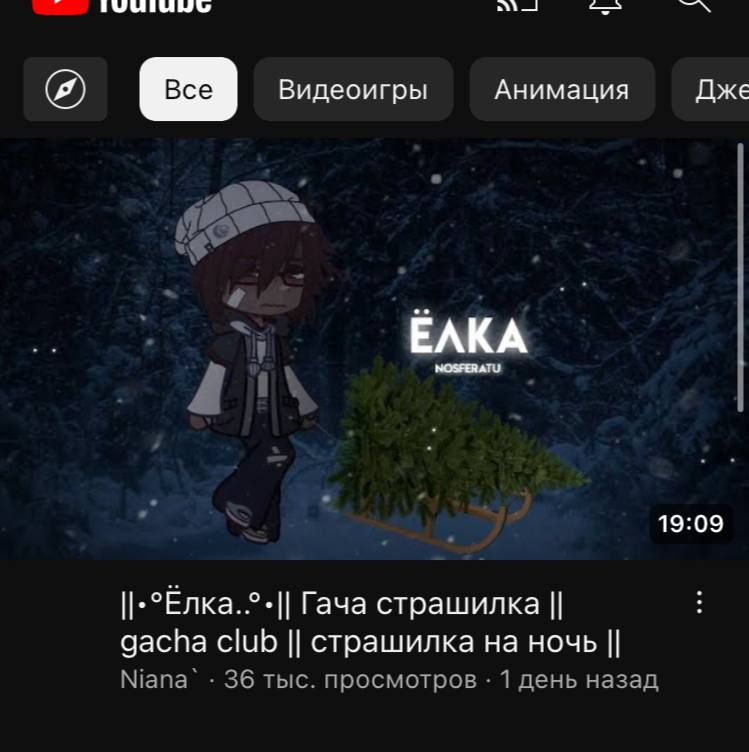 YouTube
Все Видеоигры Анимация Дже
ЁЛКА
NOSFERATU
19:09
||•°Ёлка..°•|| Гача страшилка ||
gacha club || страшилка на ночь ||
Niana` · 36 тыс. просмотров · 1 день назад